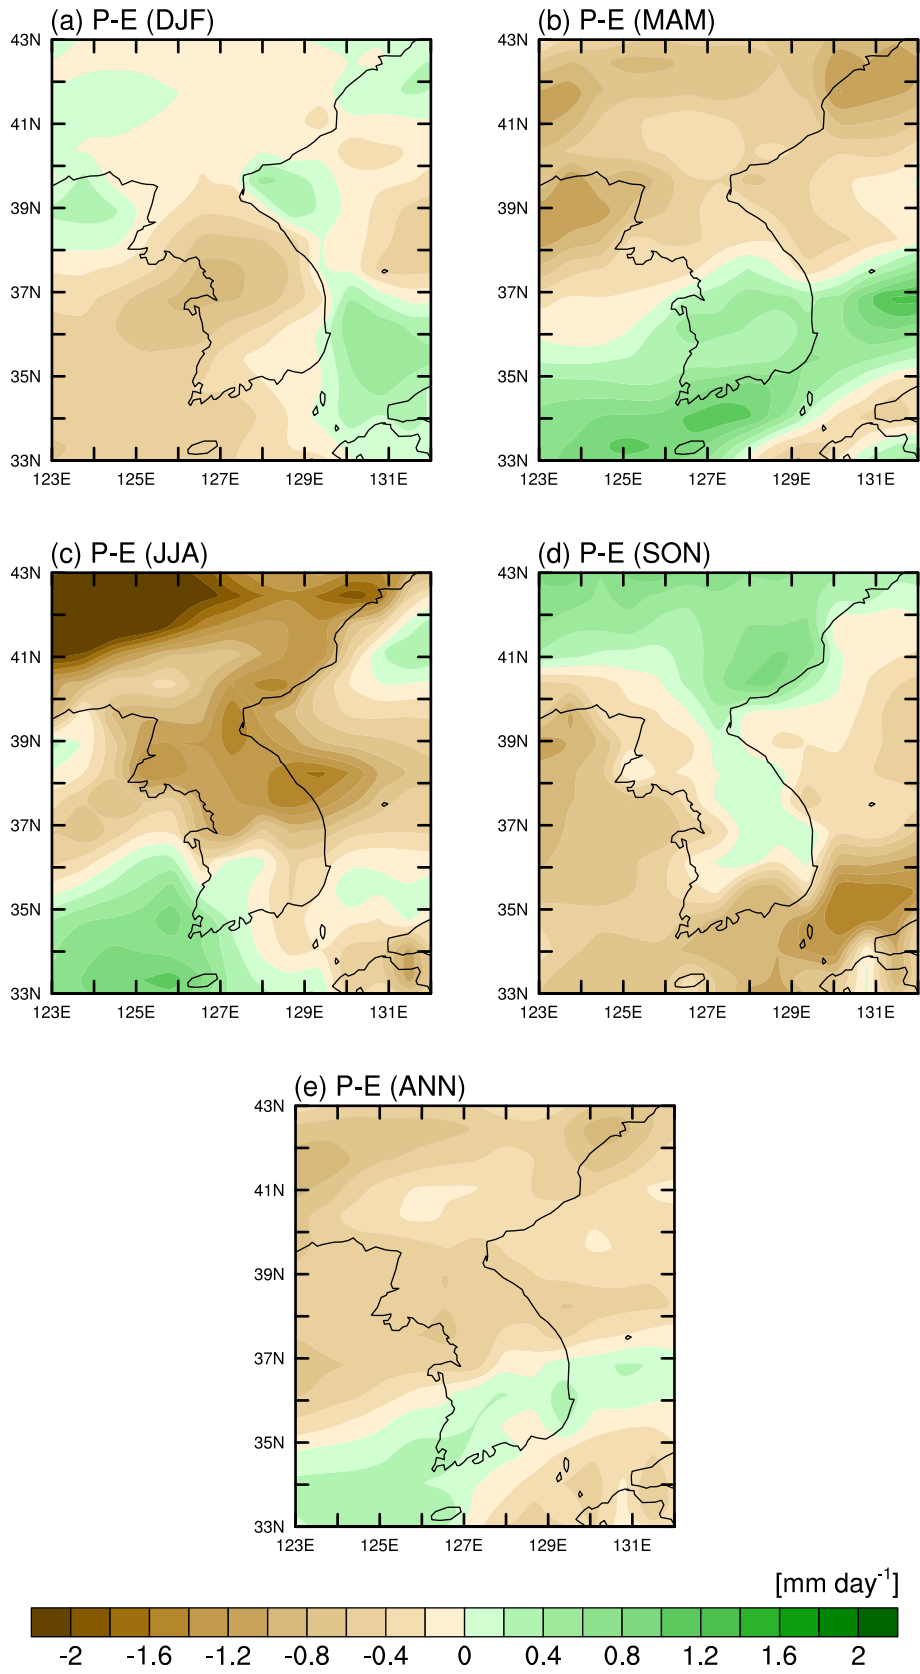 (a) P-E (DJF)
43N
41N
39N
37N
35N
33N
123E 125E 127E 129E 131E
(b) P-E (MAM)
43N
41N
39N
37N
35N
33N
123E 125E 127E 129E 131E
(c) P-E (JJA)
43N
41N
39N
37N
35N
33N
123E 125E 127E 129E 131E
(d) P-E (SON)
43N
41N
39N
37N
35N
33N
123E 125E 127E 129E 131E
(e) P-E (ANN)
43N
41N
39N
37N
35N
33N
123E 125E 127E 129E 131E
[mm day⁻¹]
-2 -1.6 -1.2 -0.8 -0.4 0 0.4 0.8 1.2 1.6 2